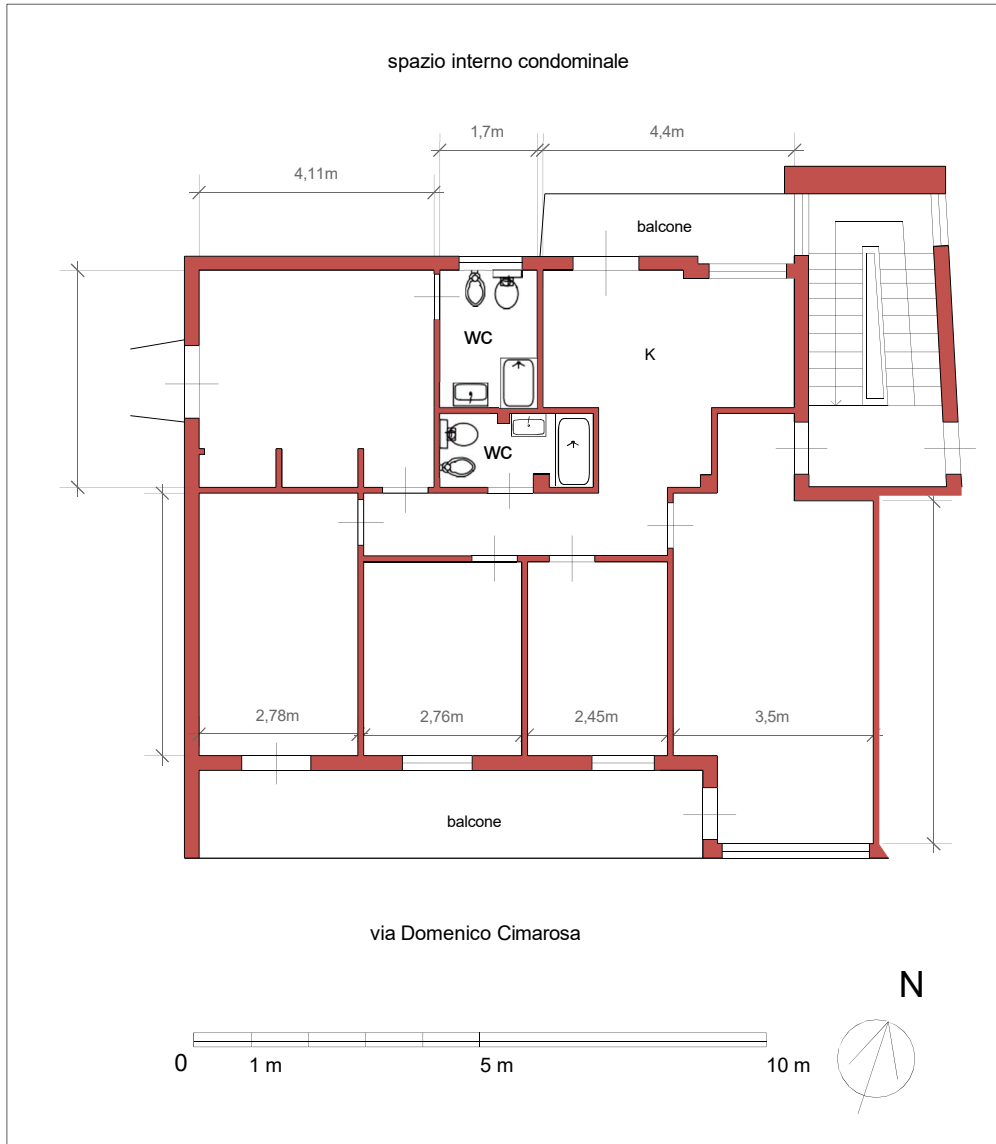 spazio interno condominale
1,7m
4,4m
4,11m
balcone
WC
K
WC
2,78m
2,76m
2,45m
3,5m
balcone
via Domenico Cimarosa
N
0
1 m
5 m
10 m